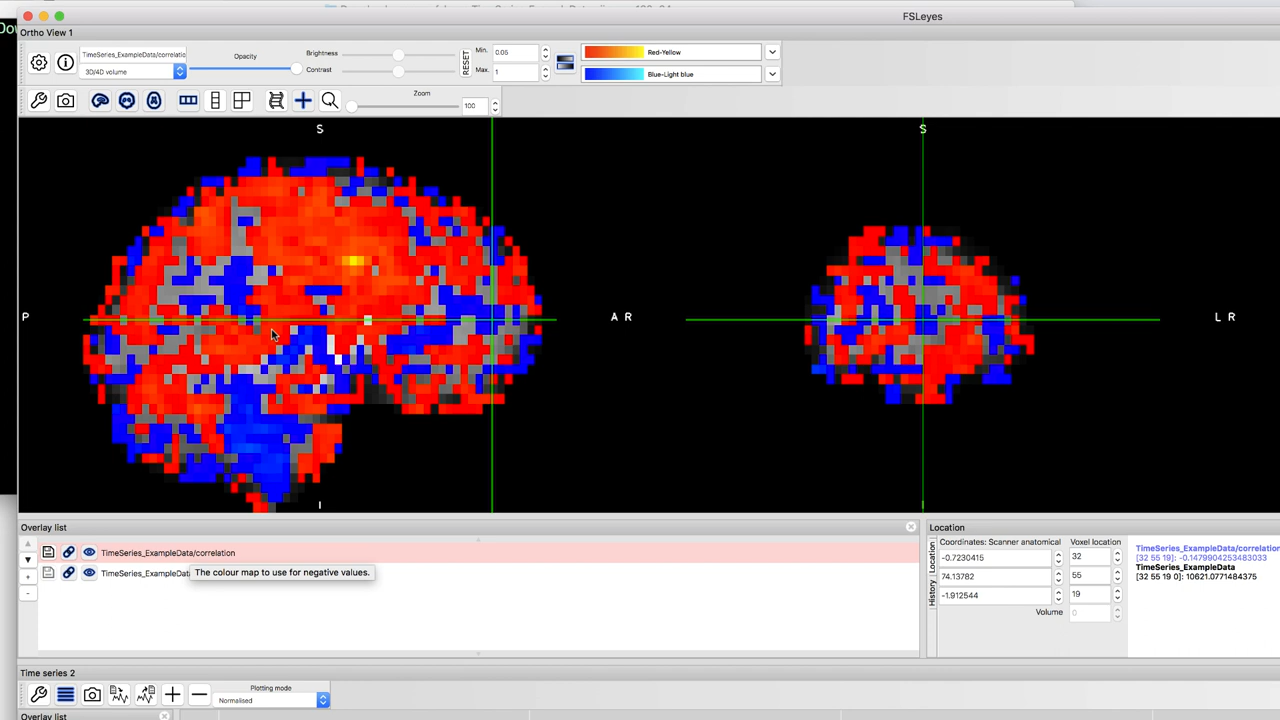 FSLeyes
Ortho View 1
TimeSeries_ExampleData/correlatio
3D/4D volume
Opacity
Brightness
Contrast
RESET
Min.
0.05
Max.
1
Red-Yellow
Blue-Light blue
Zoom
100
S
S
P
A R
L R
I
I
Overlay list
TimeSeries_ExampleData/correlation
TimeSeries_ExampleDat
The colour map to use for negative values.
Location
Location
History
Coordinates: Scanner anatomical
Voxel location
-0.7230415
32
74.13782
55
-1.912544
19
Volume
0
TimeSeries_ExampleData/correlation
[32 55 19]: -0.1479904253483033
TimeSeries_ExampleData
[32 55 19 0]: 10621.0771484375
Time series 2
Plotting mode
Normalised
Overlay list